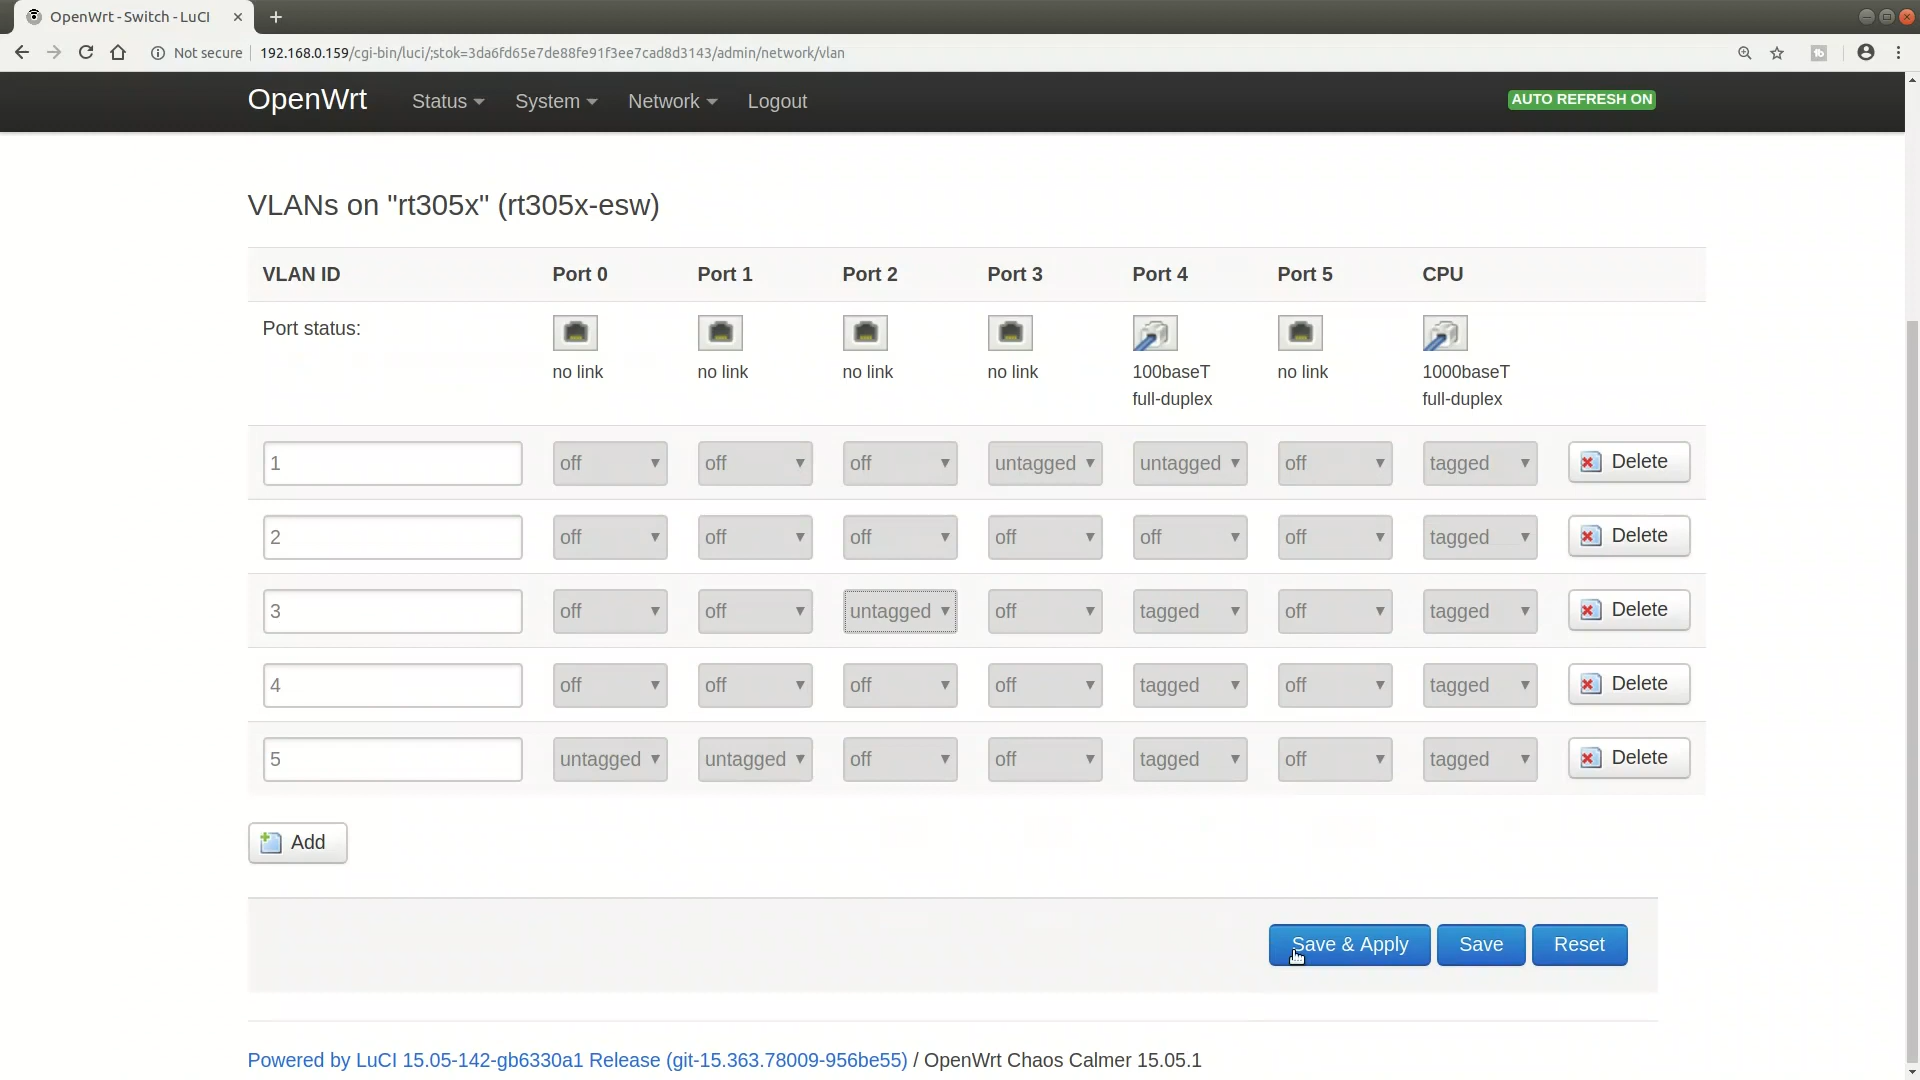 OpenWrt - Switch - LuCI
Not secure 192.168.0.159/cgi-bin/luci/;stok=3da6fd65e7de88fe91f3ee7cad8d3143/admin/network/vlan
OpenWrt Status System Network Logout AUTO REFRESH ON
VLANs on "rt305x" (rt305x-esw)
VLAN ID Port 0 Port 1 Port 2 Port 3 Port 4 Port 5 CPU
Port status:
no link no link no link no link 100baseT no link 1000baseT
full-duplex full-duplex
1 off off off untagged untagged off tagged Delete
2 off off off off off off tagged Delete
3 off off untagged off tagged off tagged Delete
4 off off off off tagged off tagged Delete
5 untagged untagged off off tagged off tagged Delete
Add
Save & Apply Save Reset
Powered by LuCI 15.05-142-gb6330a1 Release (git-15.363.78009-956be55) / OpenWrt Chaos Calmer 15.05.1